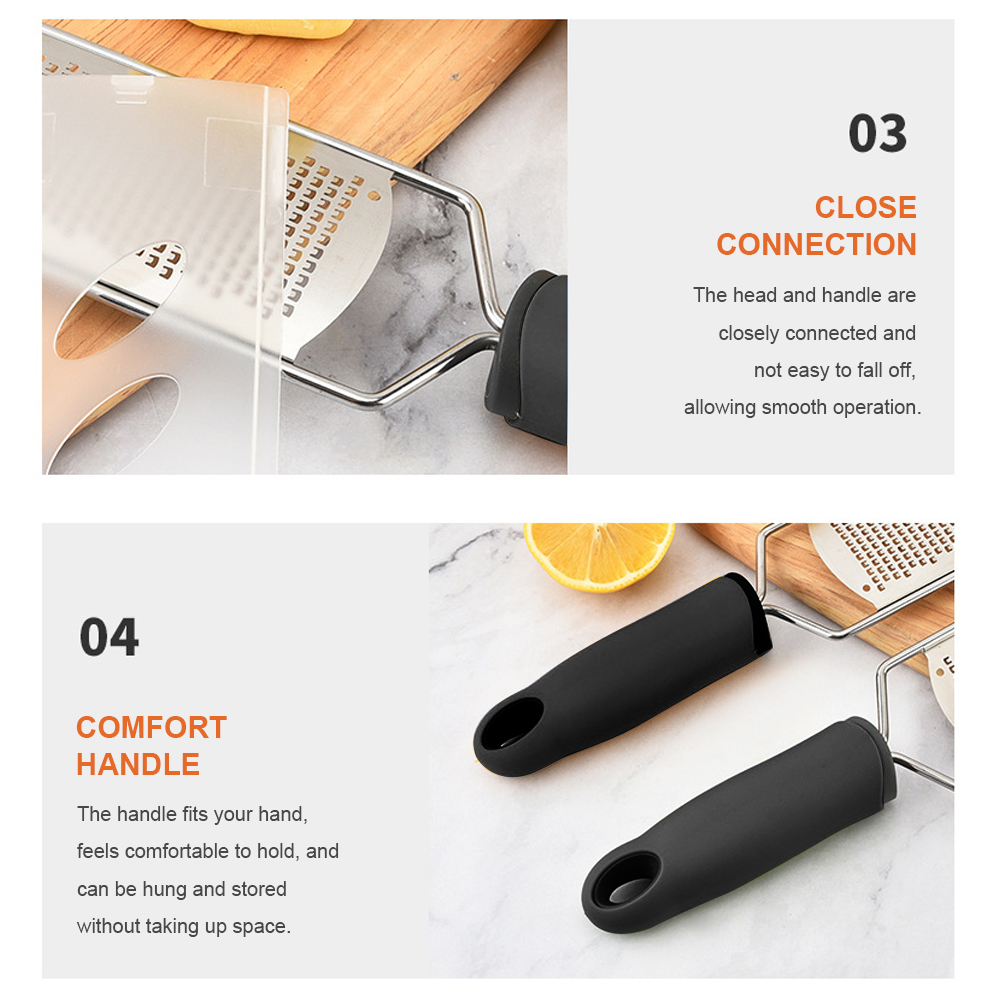 03
CLOSE
CONNECTION
The head and handle are
closely connected and
not easy to fall off,
allowing smooth operation.
04
COMFORT
HANDLE
The handle fits your hand,
feels comfortable to hold, and
can be hung and stored
without taking up space.